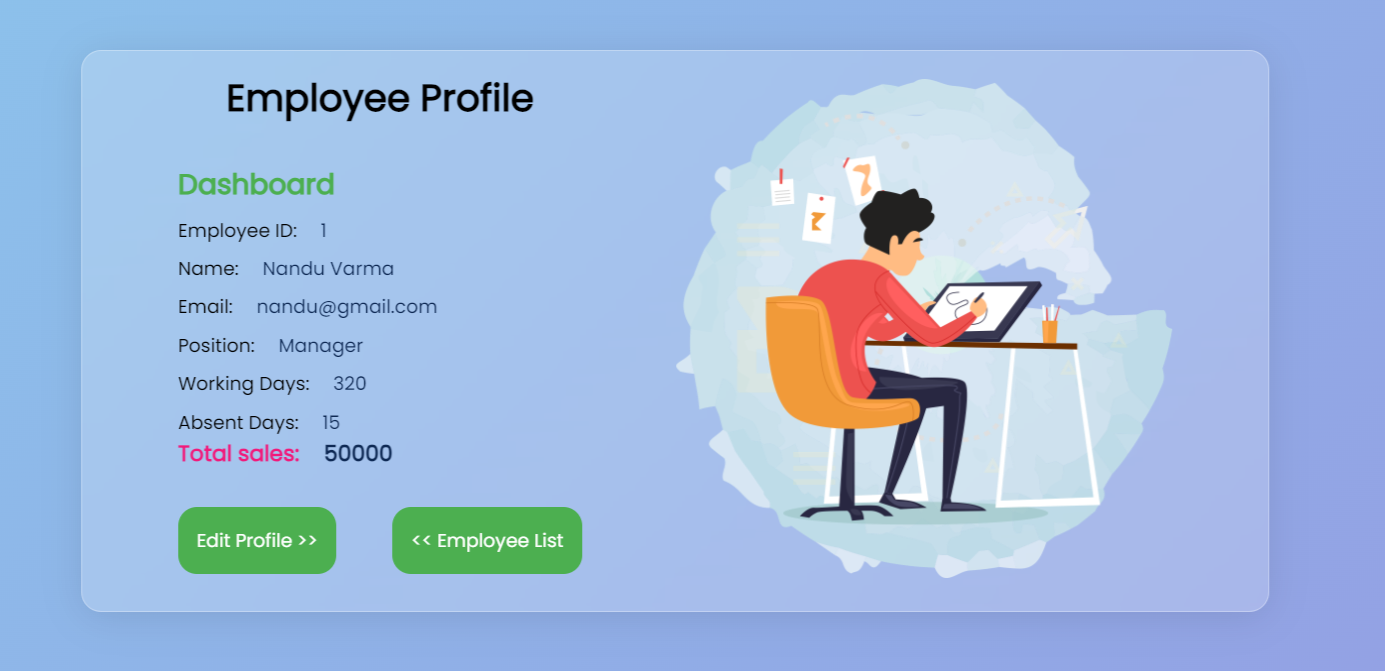 Employee Profile
Dashboard
Employee ID: 1
Name: Nandu Varma
Email: nandu@gmail.com
Position: Manager
Working Days: 320
Absent Days: 15
Total sales: 50000
Edit Profile >>
<< Employee List